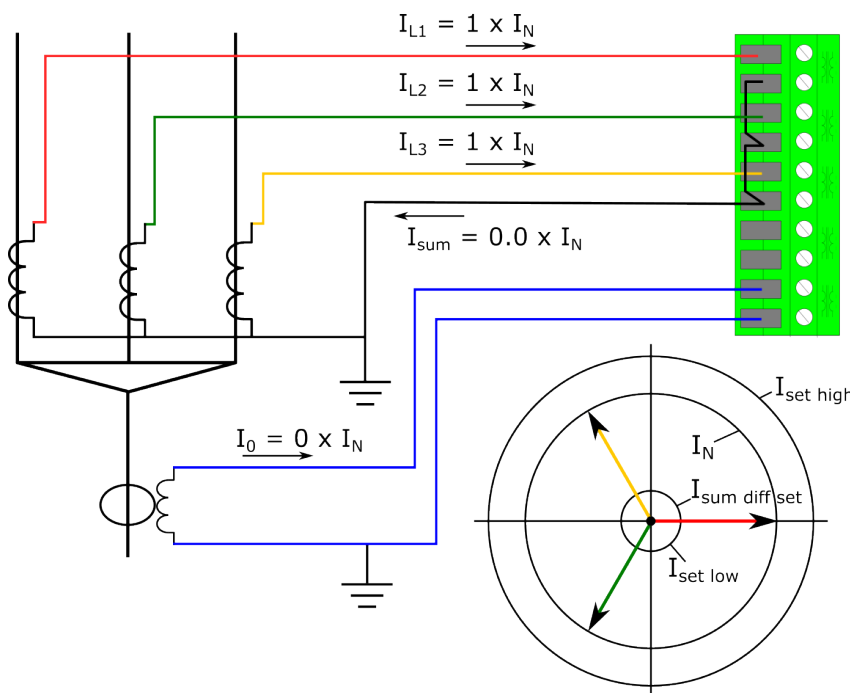 I_L1 = 1 x I_N
I_L2 = 1 x I_N
I_L3 = 1 x I_N
I_sum = 0.0 x I_N
I_0 = 0 x I_N
I_set high
I_N
I_sum diff set
I_set low